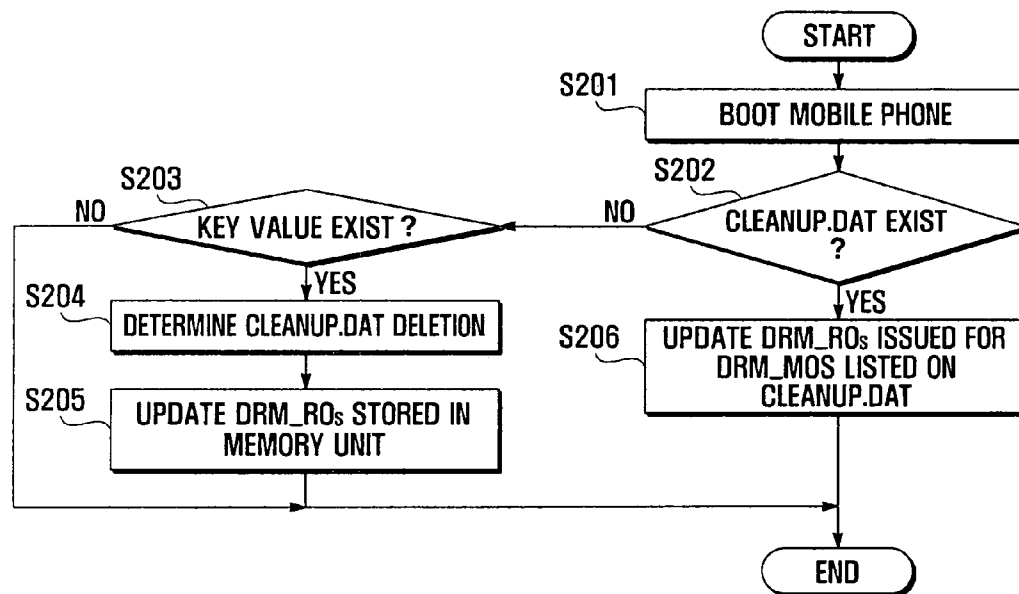 START
S201
BOOT MOBILE PHONE
S202
CLEANUP.DAT EXIST
?
NO
YES
S203
KEY VALUE EXIST ?
NO
YES
S204
DETERMINE CLEANUP.DAT DELETION
S205
UPDATE DRM_ROs STORED IN
MEMORY UNIT
S206
UPDATE DRM_ROs ISSUED FOR
DRM_MOS LISTED ON
CLEANUP.DAT
END